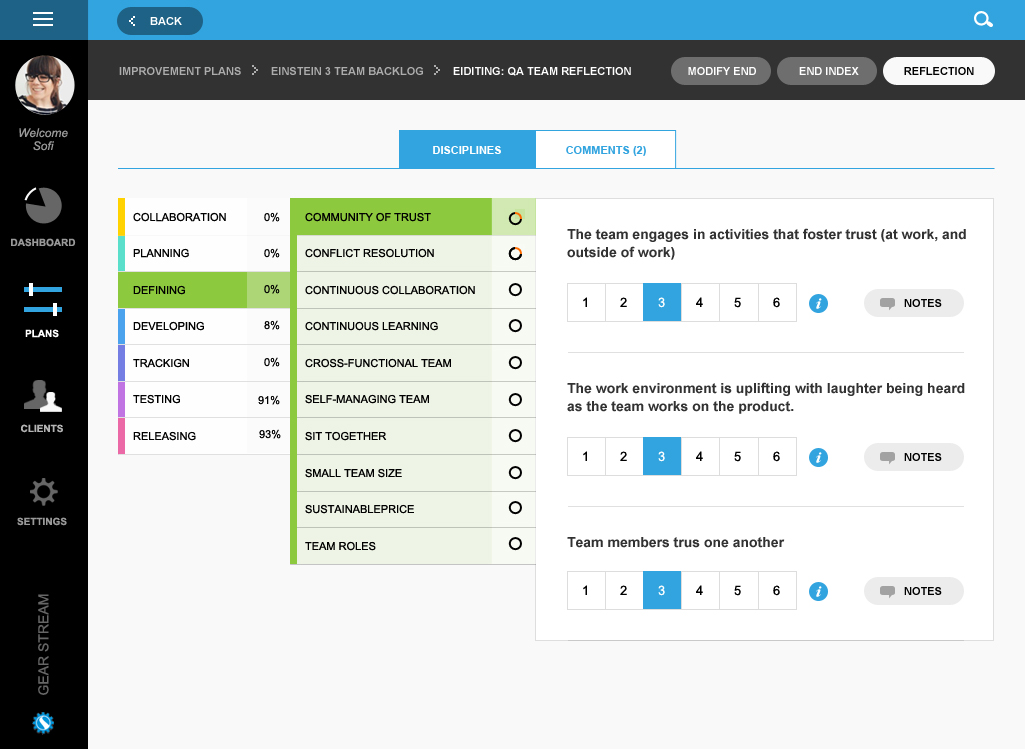 BACK
IMPROVEMENT PLANS > EINSTEIN 3 TEAM BACKLOG > EIDITING: QA TEAM REFLECTION
MODIFY END
END INDEX
REFLECTION
Welcome
Sofi
DASHBOARD
PLANS
CLIENTS
SETTINGS
GEAR STREAM
DISCIPLINES
COMMENTS (2)
COLLABORATION 0%
PLANNING 0%
DEFINING 0%
DEVELOPING 8%
TRACKIGN 0%
TESTING 91%
RELEASING 93%
COMMUNITY OF TRUST
CONFLICT RESOLUTION
CONTINUOUS COLLABORATION
CONTINUOUS LEARNING
CROSS-FUNCTIONAL TEAM
SELF-MANAGING TEAM
SIT TOGETHER
SMALL TEAM SIZE
SUSTAINABLEPRICE
TEAM ROLES
The team engages in activities that foster trust (at work, and
outside of work)
1 2 3 4 5 6 i NOTES
The work environment is uplifting with laughter being heard
as the team works on the product.
1 2 3 4 5 6 i NOTES
Team members trus one another
1 2 3 4 5 6 i NOTES